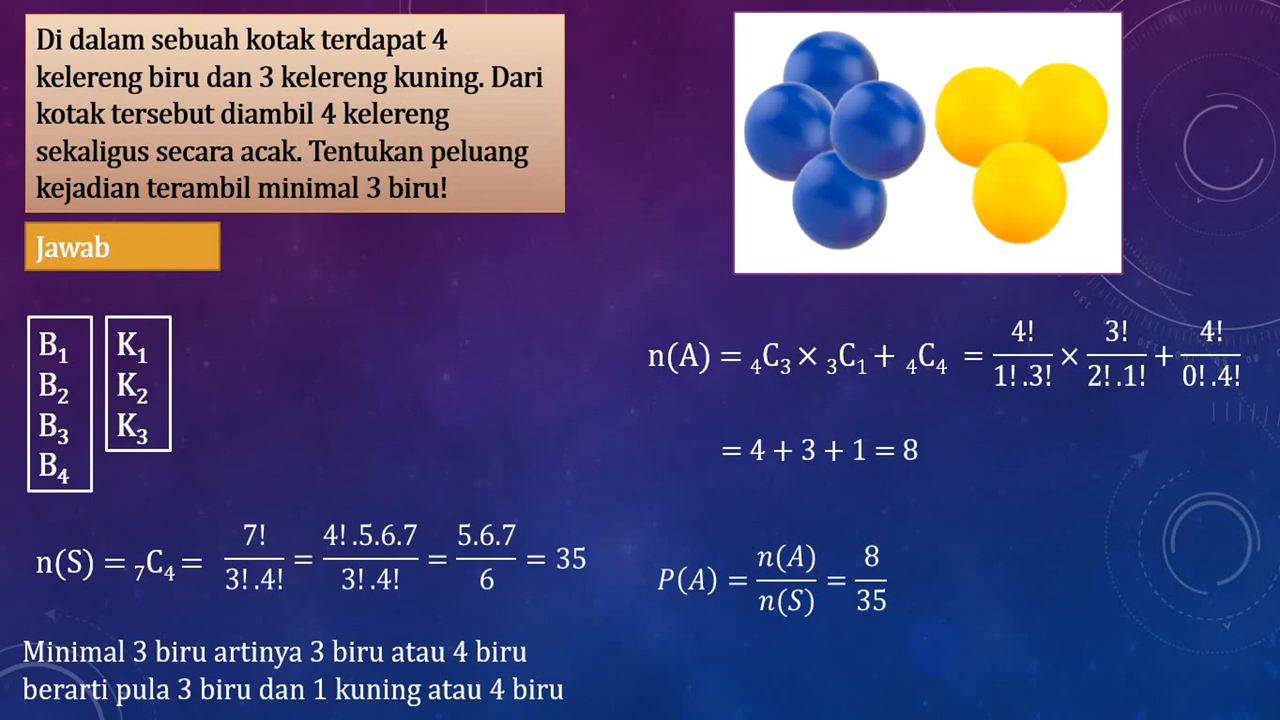 Di dalam sebuah kotak terdapat 4
kelereng biru dan 3 kelereng kuning. Dari
kotak tersebut diambil 4 kelereng
sekaligus secara acak. Tentukan peluang
kejadian terambil minimal 3 biru!
Jawab
B₁
B₂
B₃
B₄
K₁
K₂
K₃
n(S) = ₇C₄ = 7!/(3!.4!) = (4!.5.6.7)/(3!.4!) = (5.6.7)/6 = 35
Minimal 3 biru artinya 3 biru atau 4 biru
berarti pula 3 biru dan 1 kuning atau 4 biru
n(A) = ₄C₃ × ₃C₁ + ₄C₄ = 4!/(1!.3!) × 3!/(2!.1!) + 4!/(0!.4!)
= 4 + 3 + 1 = 8
P(A) = n(A)/n(S) = 8/35